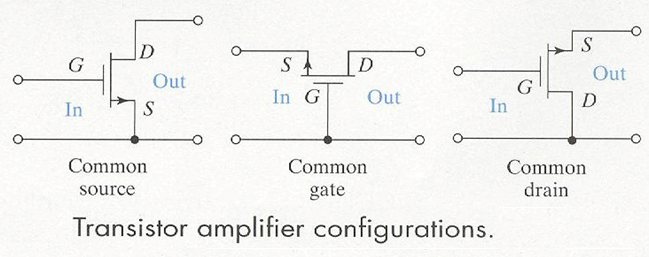 G
D
In
Out
S
Common
source
S
D
In
G
Out
Common
gate
S
G
Out
In
D
Common
drain
Transistor amplifier configurations.